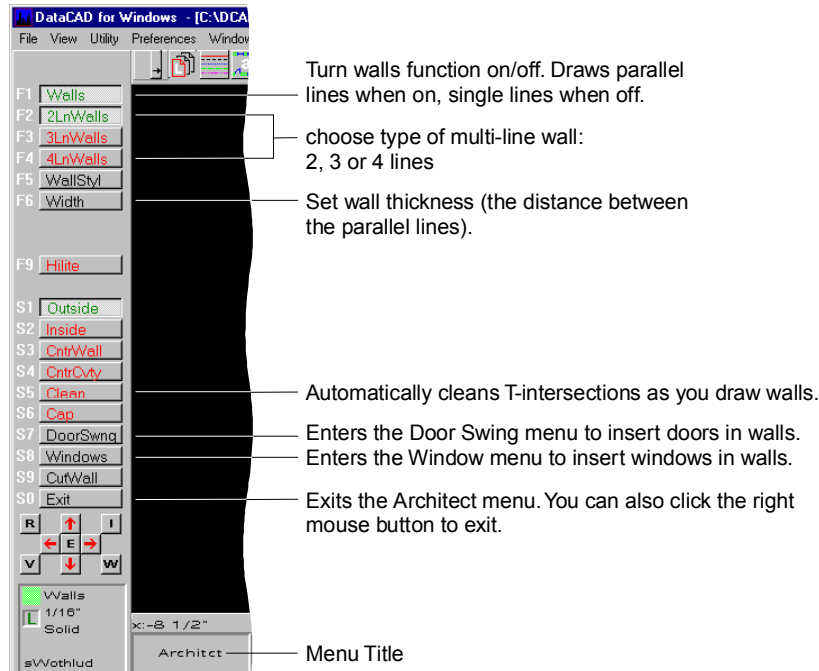 DataCAD for Windows - [C:\DCA
File View Utility Preferences Window
F1 Walls
F2 2LnWalls
F3 3LnWalls
F4 4LnWalls
F5 WallStyl
F6 Width
F9 Hilite
S1 Outside
S2 Inside
S3 CntrWall
S4 CntrCvty
S5 Clean
S6 Cap
S7 DoorSwng
S8 Windows
S9 CutWall
S0 Exit
R I
E
V W
Walls
L 1/16"
Solid
sWothlud
x:-8 1/2"
Architct
Turn walls function on/off. Draws parallel
lines when on, single lines when off.
choose type of multi-line wall:
2, 3 or 4 lines
Set wall thickness (the distance between
the parallel lines).
Automatically cleans T-intersections as you draw walls.
Enters the Door Swing menu to insert doors in walls.
Enters the Window menu to insert windows in walls.
Exits the Architect menu. You can also click the right
mouse button to exit.
Menu Title